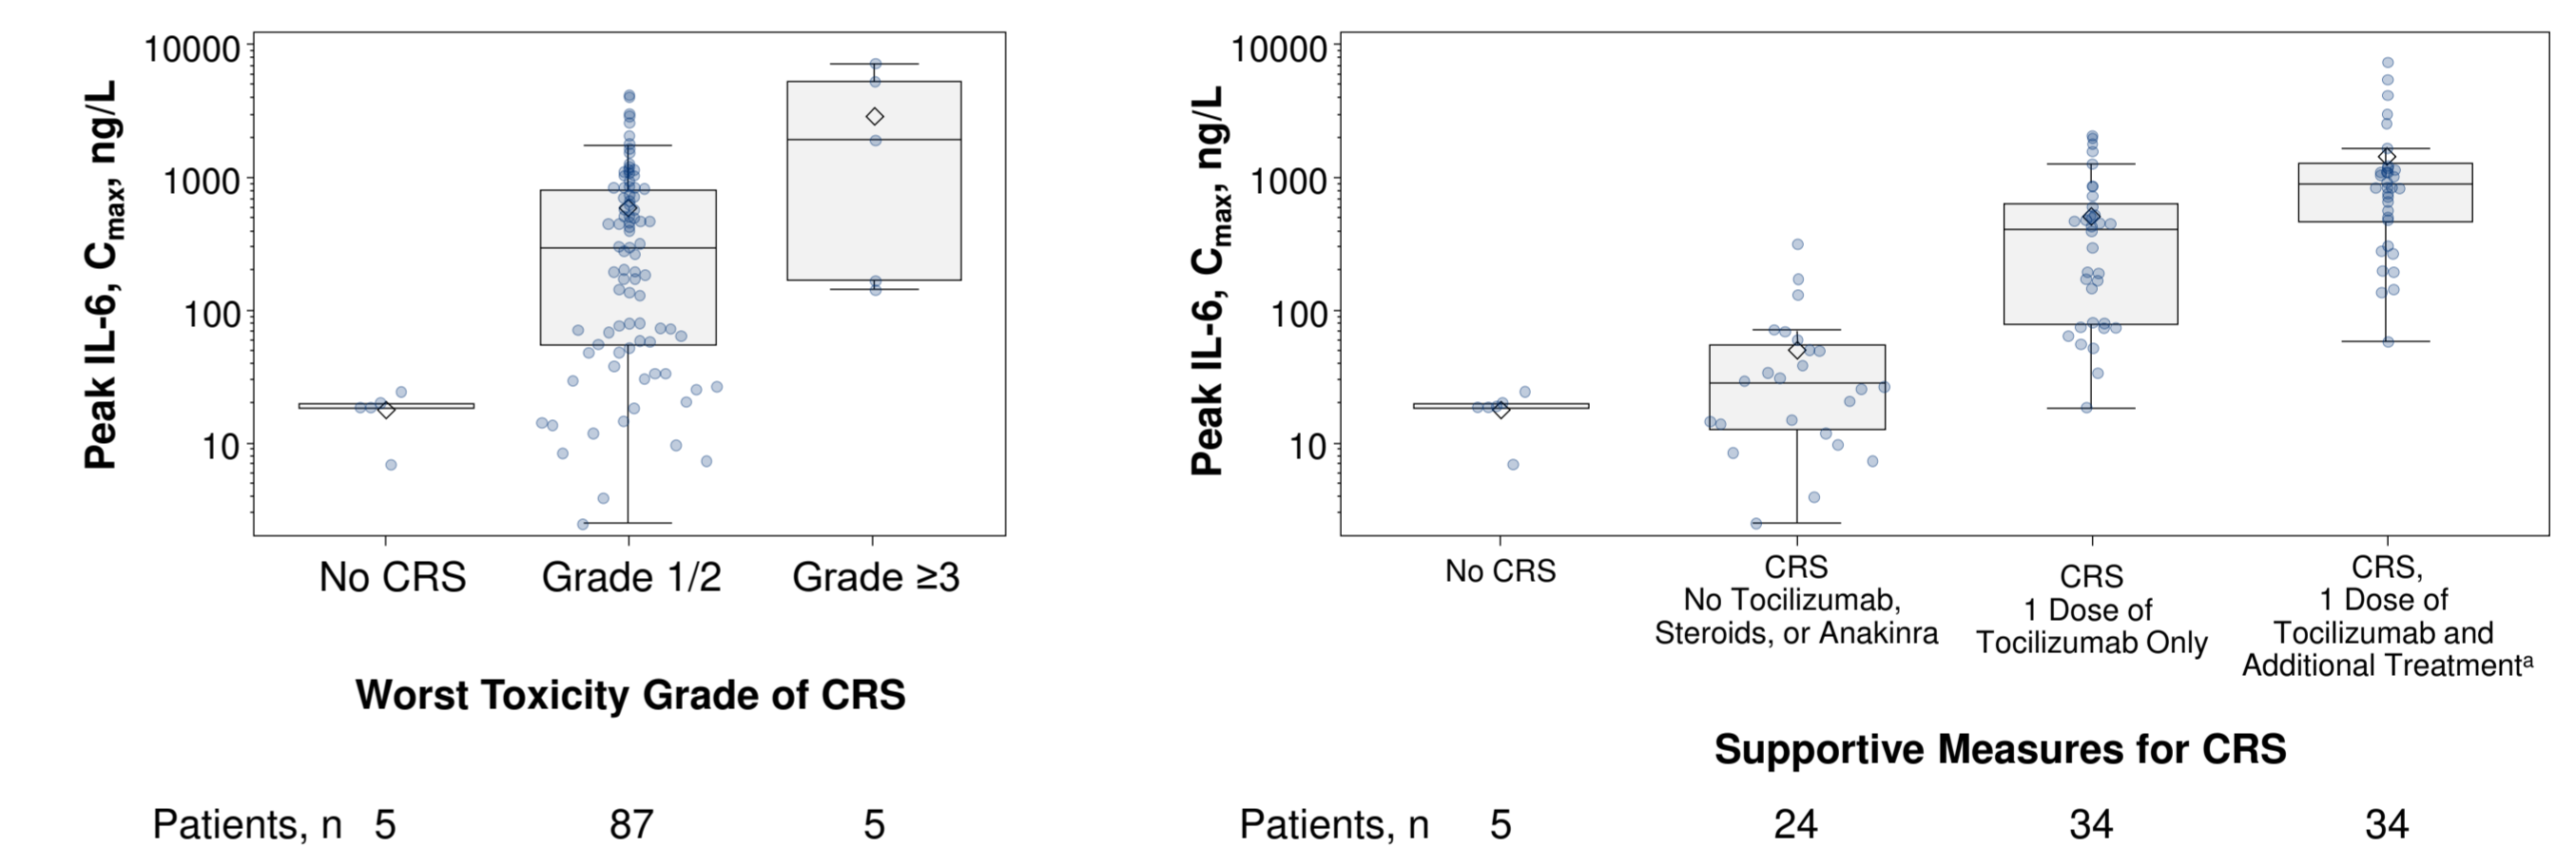 Peak IL-6, Cmax, ng/L
10000
1000
100
10
No CRS
Grade 1/2
Grade ≥3
Worst Toxicity Grade of CRS
Patients, n 5 87 5
Peak IL-6, Cmax, ng/L
10000
1000
100
10
No CRS
CRS
No Tocilizumab,
Steroids, or Anakinra
CRS
1 Dose of
Tocilizumab Only
CRS,
1 Dose of
Tocilizumab and
Additional Treatmentᵃ
Supportive Measures for CRS
Patients, n 5 24 34 34